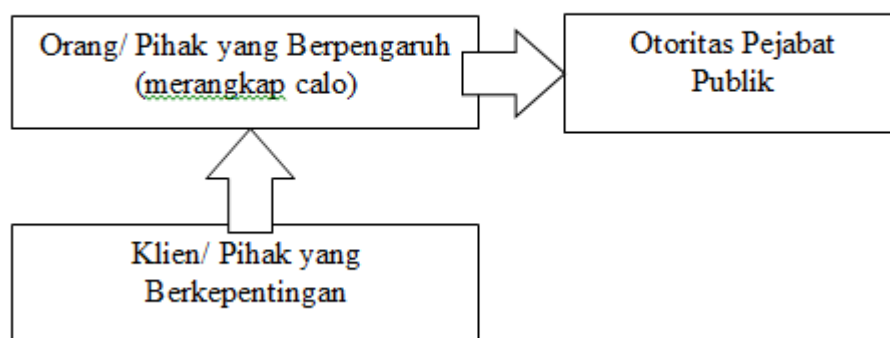 Orang/ Pihak yang Berpengaruh
(merangkap calo)
Otoritas Pejabat
Publik
Klien/ Pihak yang
Berkepentingan